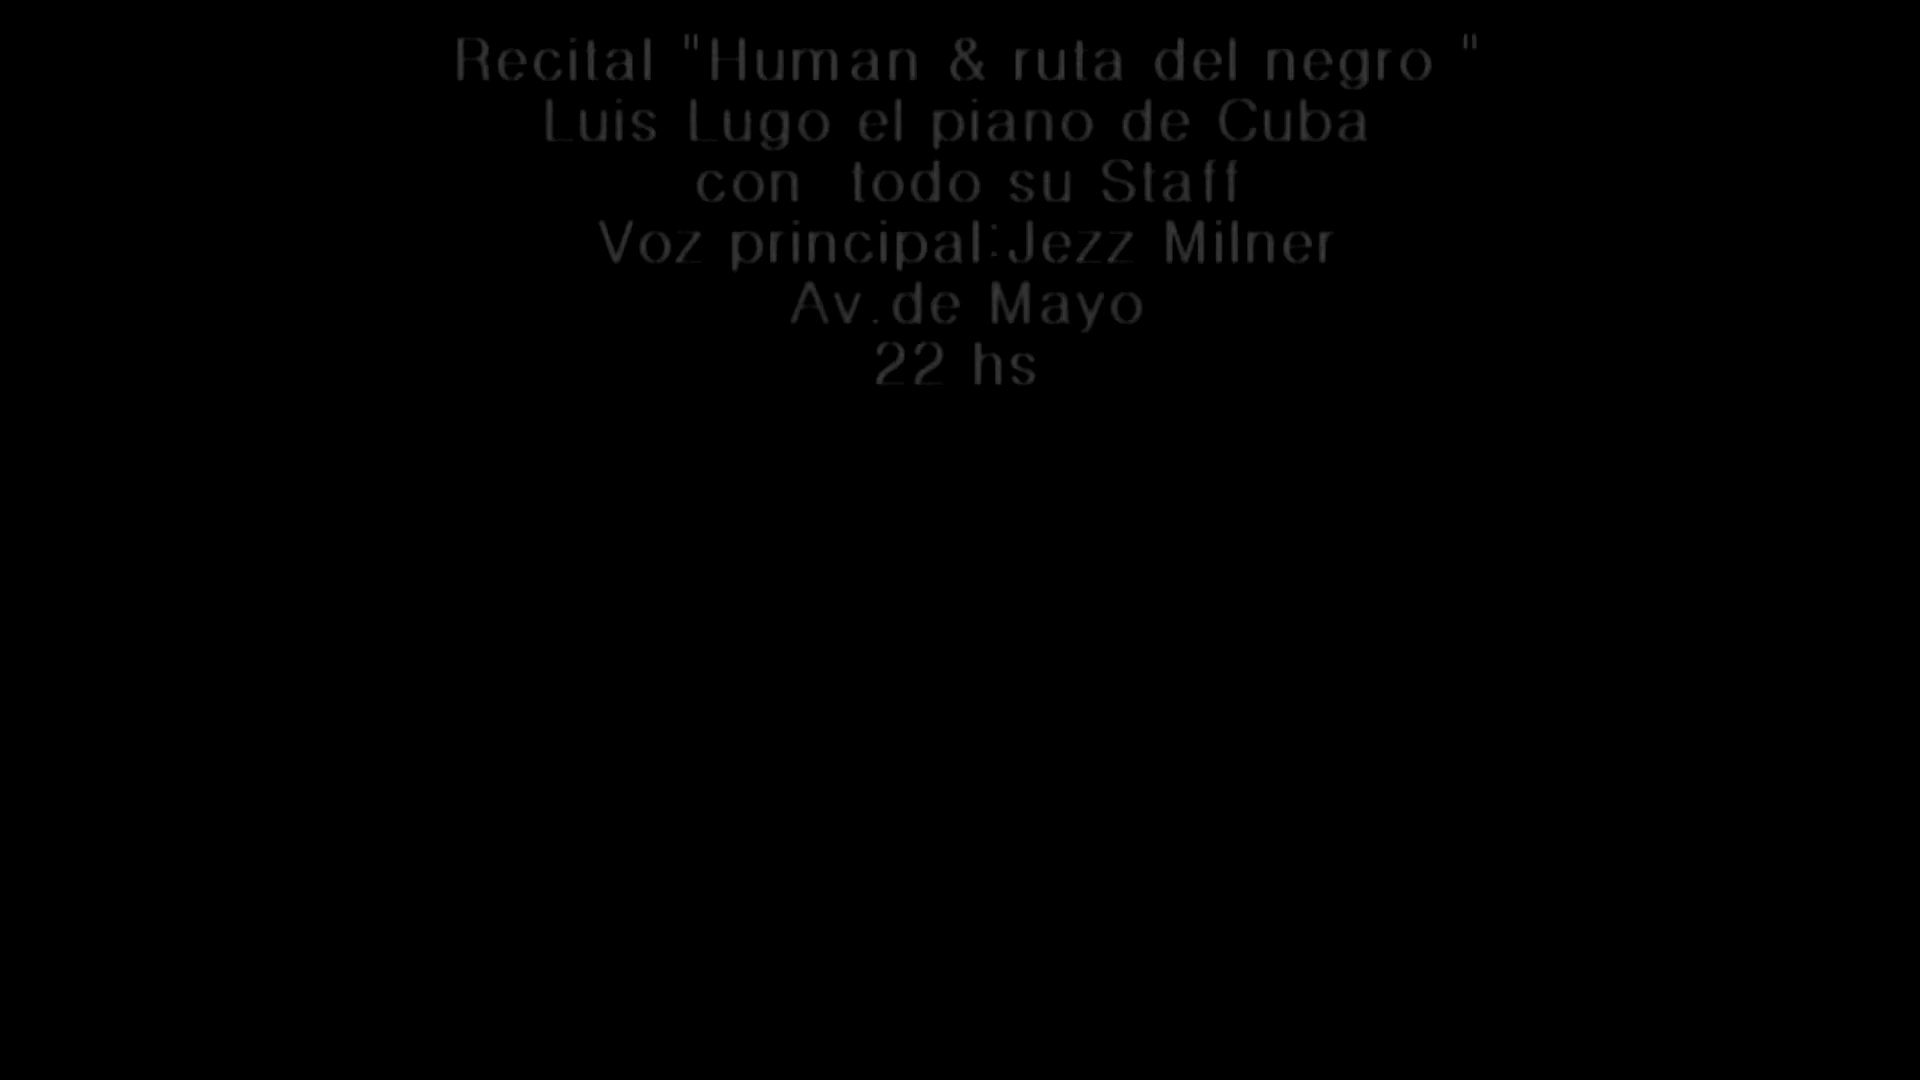 Recital "Human & ruta del negro "
Luis Lugo el piano de Cuba
con  todo su Staff
Voz principal:Jezz Milner
Av.de Mayo
22 hs